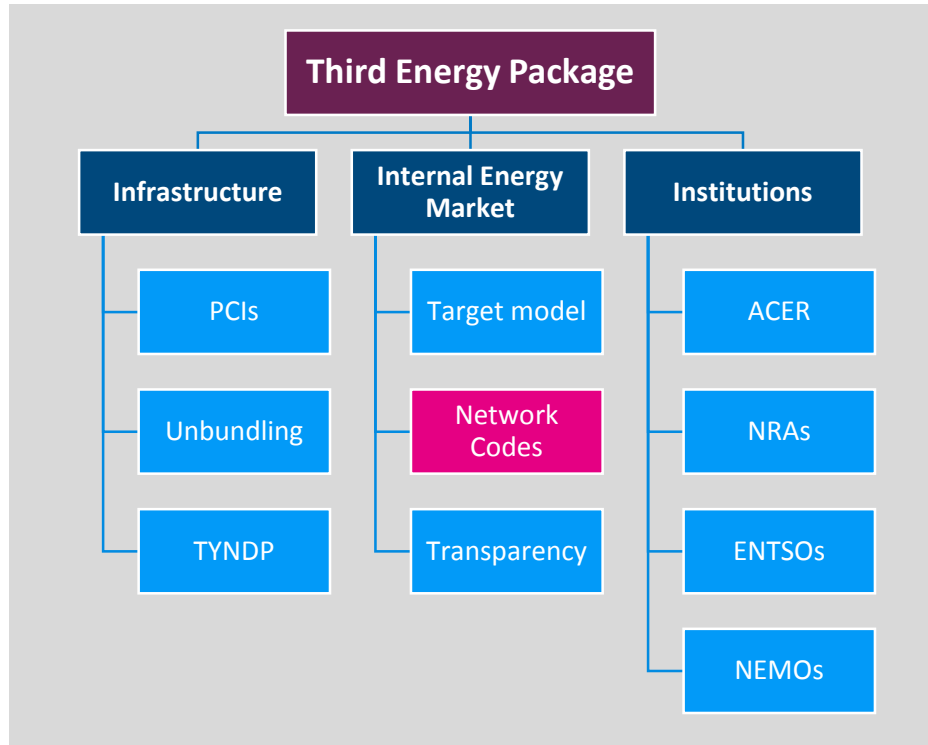 Third Energy Package
Infrastructure
Internal Energy
Market
Institutions
PCIs
Target model
ACER
Unbundling
Network
Codes
NRAs
TYNDP
Transparency
ENTSOs
NEMOs